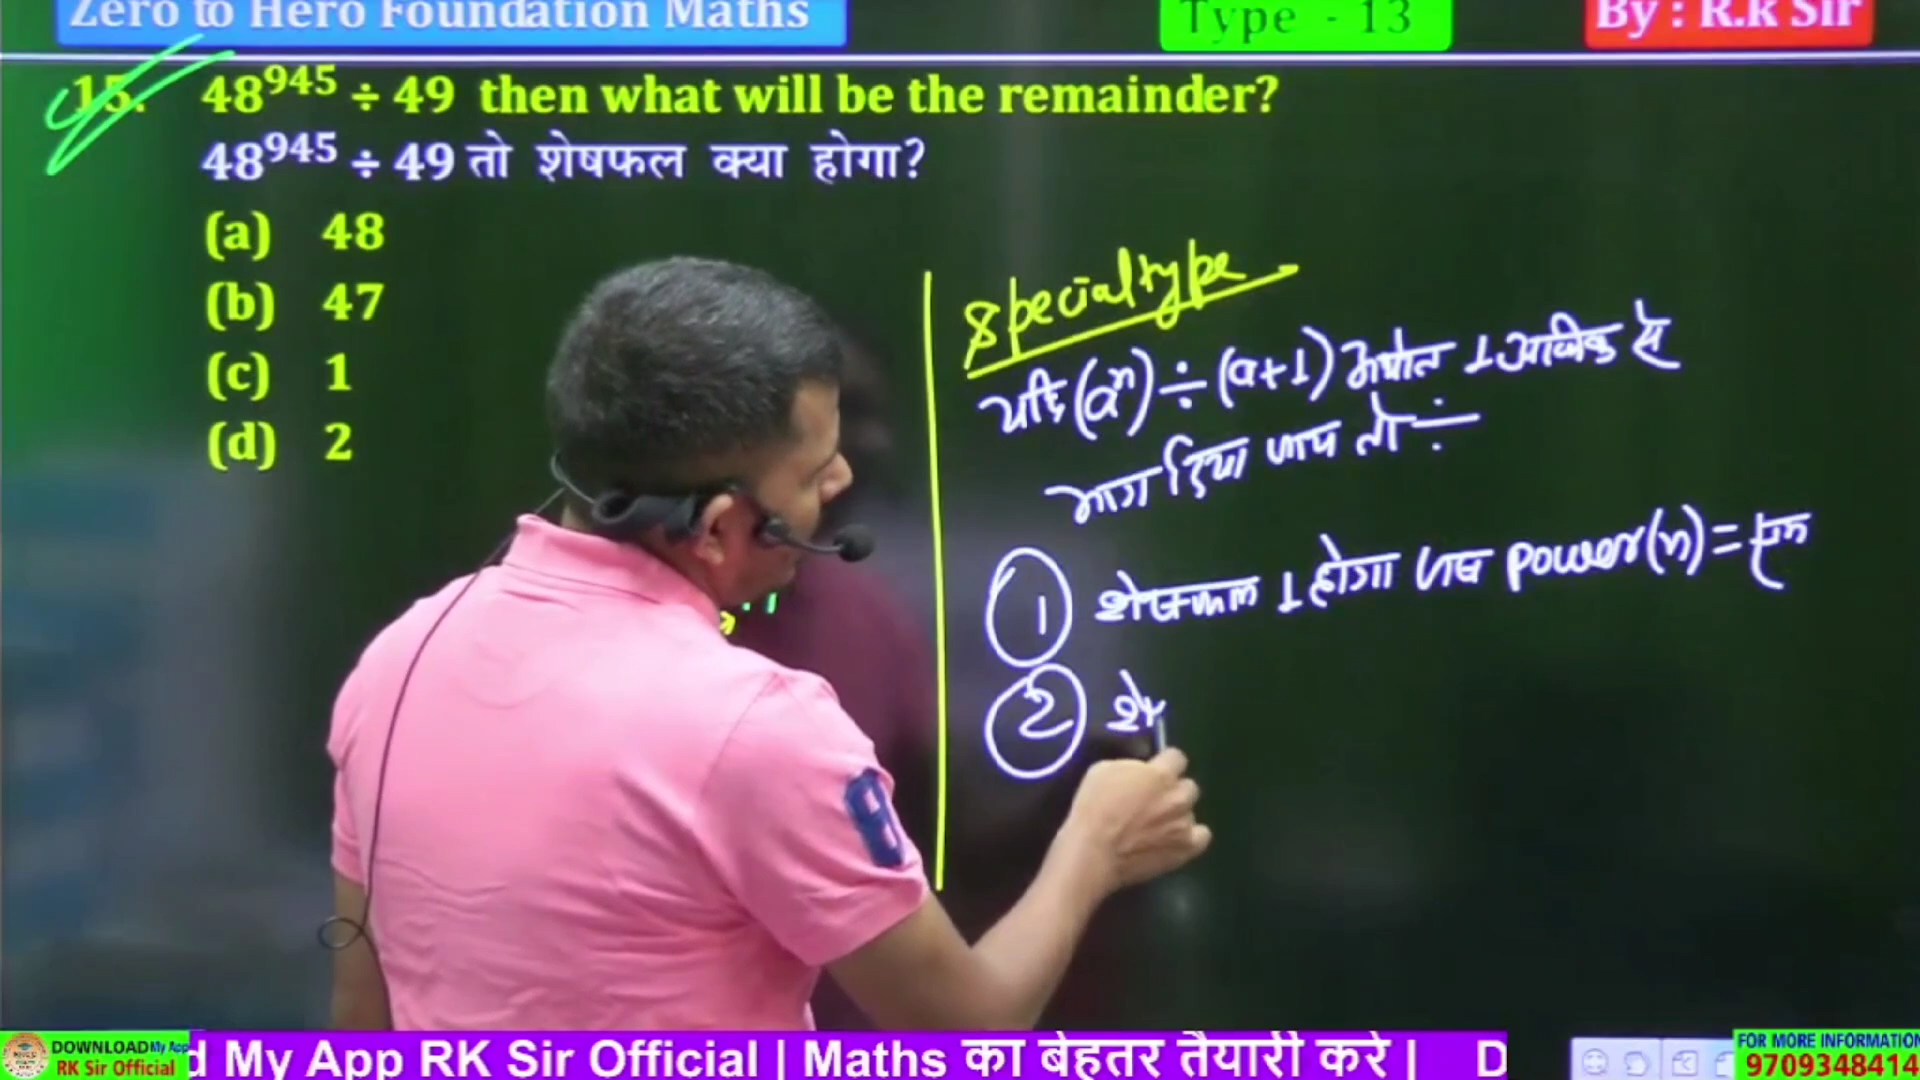 Zero to Hero Foundation Maths
Type - 13
By : R.k Sir
15. 48^945 ÷ 49 then what will be the remainder?
48^945 ÷ 49 तो शेषफल क्या होगा?
(a) 48
(b) 47
(c) 1
(d) 2
Special type
यदि (a^n) ÷ (a+1) अर्थात 1 अधिक से
भाग दिया जाय तो ÷
1 शेषफल 1 होगा जब power (n) = सम
2 शे
DOWNLOAD My App
RK Sir Official
d My App RK Sir Official | Maths का बेहतर तैयारी करे | D
FOR MORE INFORMATION
9709348414